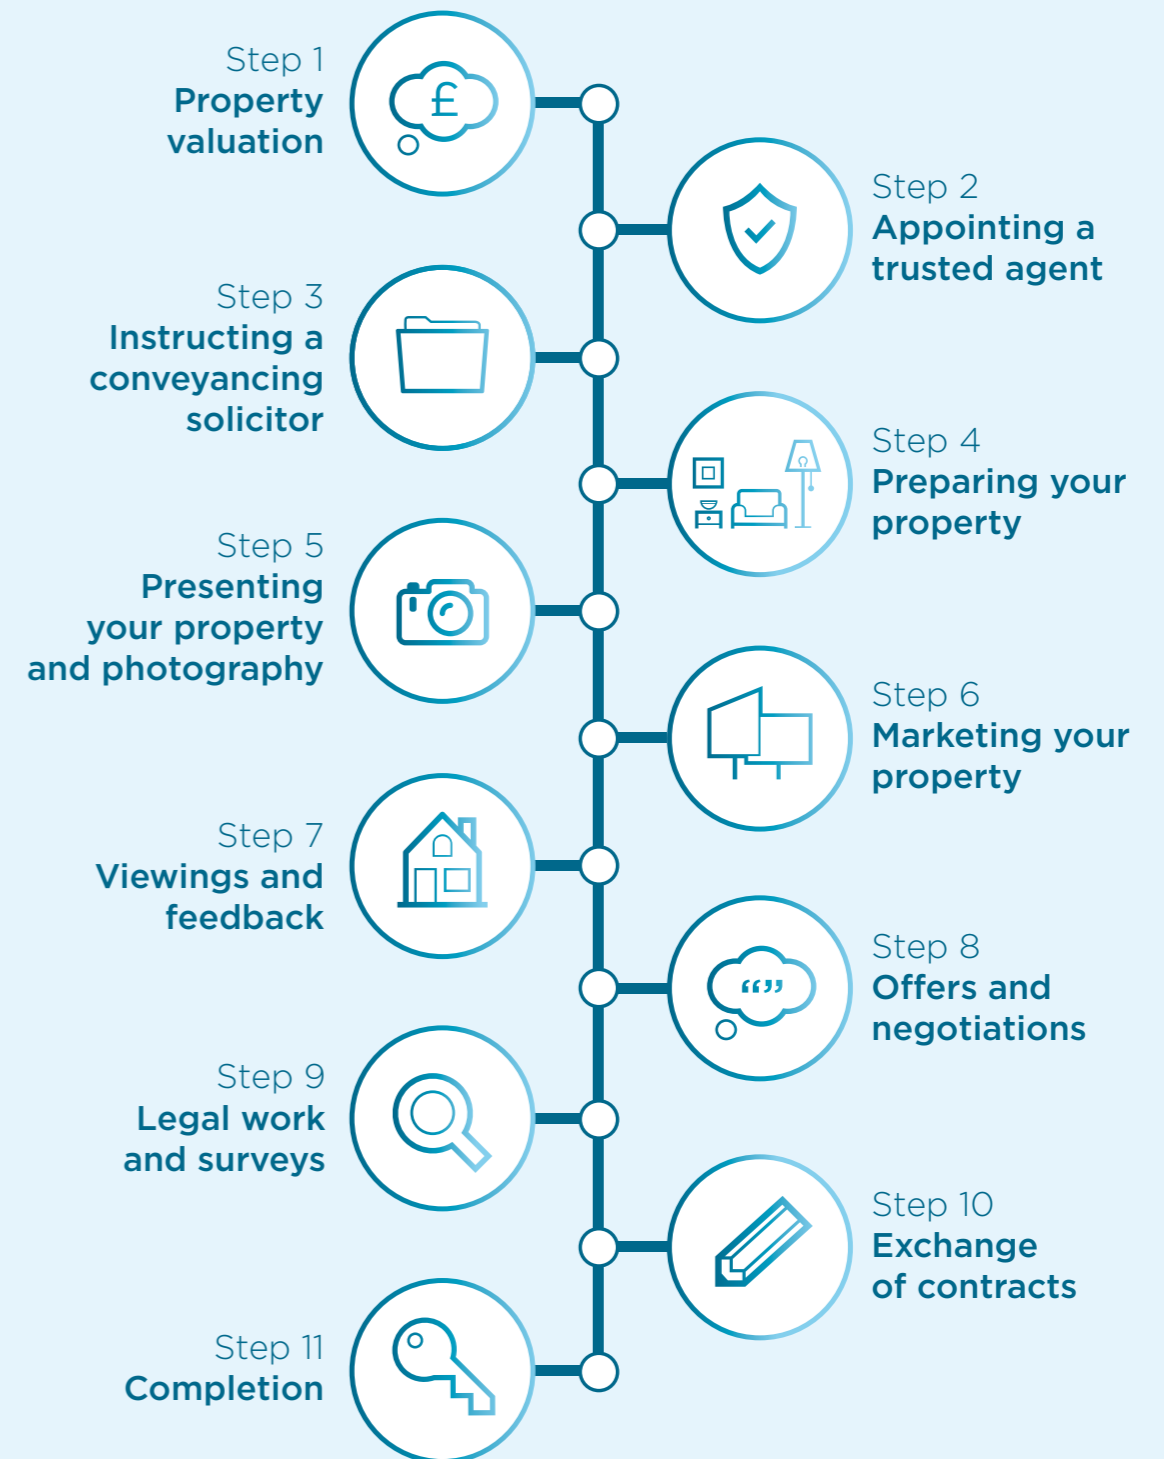 Step 1
Property
valuation
£
Step 2
Appointing a
trusted agent
Step 3
Instructing a
conveyancing
solicitor
Step 4
Preparing your
property
Step 5
Presenting
your property
and photography
Step 6
Marketing your
property
Step 7
Viewings and
feedback
Step 8
Offers and
negotiations
“”
Step 9
Legal work
and surveys
Step 10
Exchange
of contracts
Step 11
Completion